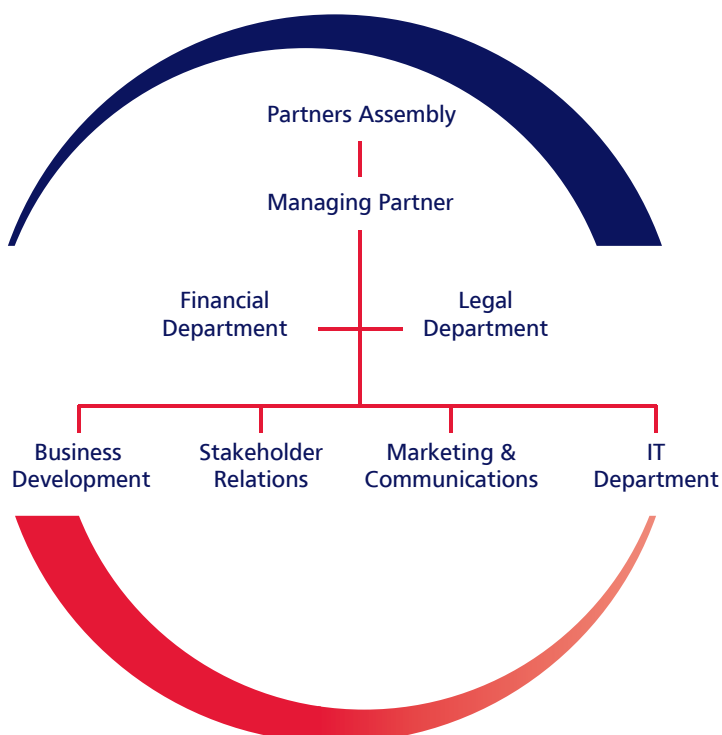 Partners Assembly
Managing Partner
Financial
Department
Legal
Department
Business
Development
Stakeholder
Relations
Marketing &
Communications
IT
Department